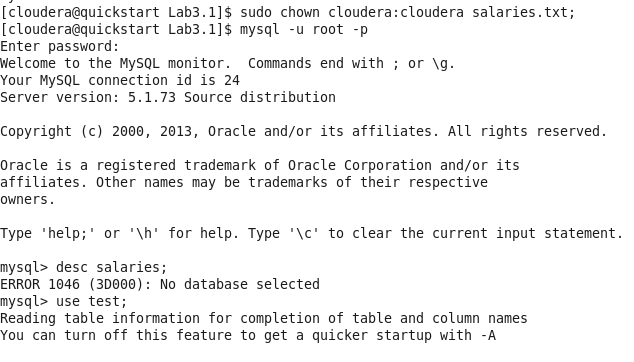 [cloudera@quickstart Lab3.1]$ sudo chown cloudera:cloudera salaries.txt;
[cloudera@quickstart Lab3.1]$ mysql -u root -p
Enter password:
Welcome to the MySQL monitor.  Commands end with ; or \g.
Your MySQL connection id is 24
Server version: 5.1.73 Source distribution

Copyright (c) 2000, 2013, Oracle and/or its affiliates. All rights reserved.

Oracle is a registered trademark of Oracle Corporation and/or its
affiliates. Other names may be trademarks of their respective
owners.

Type 'help;' or '\h' for help. Type '\c' to clear the current input statement.

mysql> desc salaries;
ERROR 1046 (3D000): No database selected
mysql> use test;
Reading table information for completion of table and column names
You can turn off this feature to get a quicker startup with -A